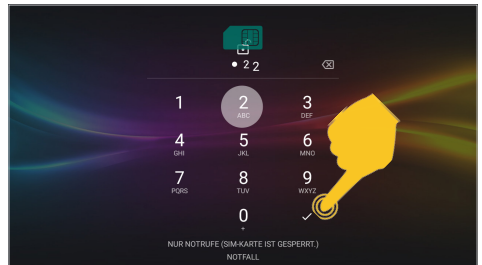 • 2 2
1 2 3
ABC DEF
4 5 6
GHI JKL MNO
7 8 9
PQRS TUV WXYZ
0
+
NUR NOTRUFE (SIM-KARTE IST GESPERRT.)
NOTFALL